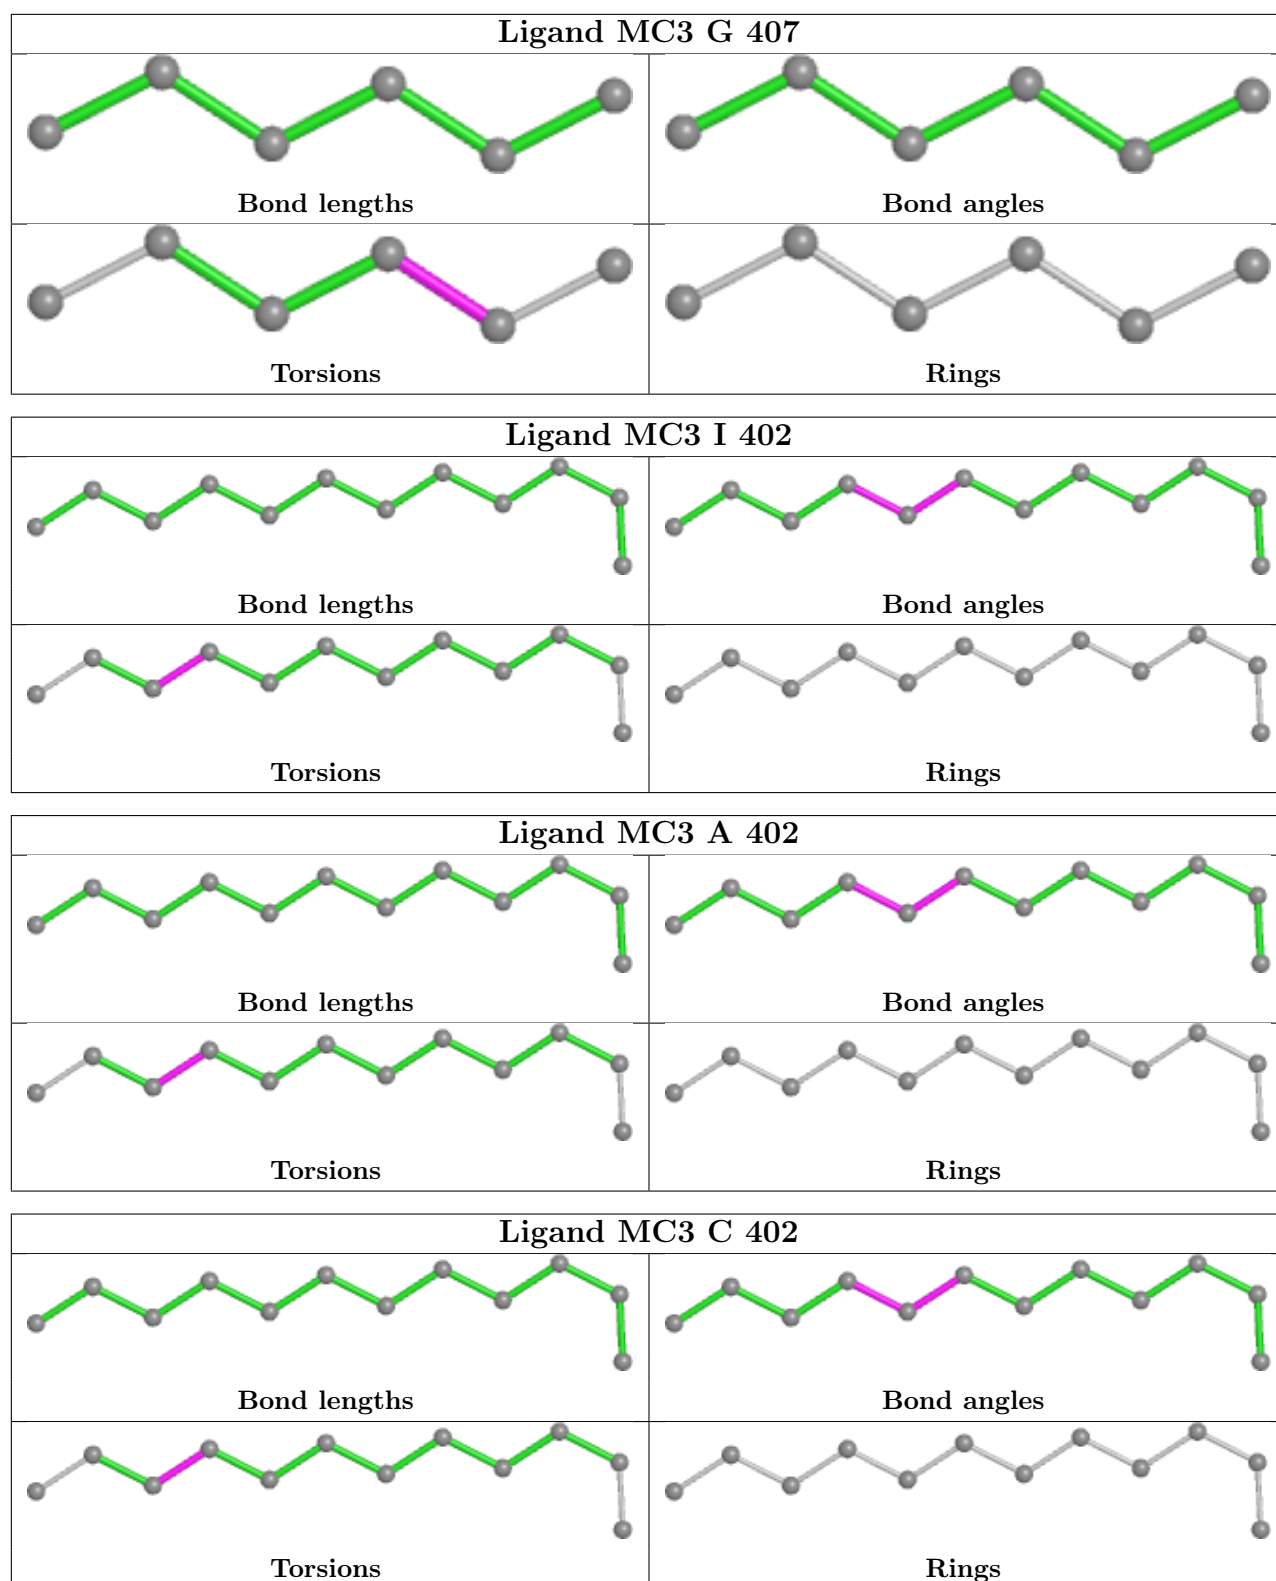 Ligand MC3 G 407
Bond lengths
Bond angles
Torsions
Rings
Ligand MC3 I 402
Bond lengths
Bond angles
Torsions
Rings
Ligand MC3 A 402
Bond lengths
Bond angles
Torsions
Rings
Ligand MC3 C 402
Bond lengths
Bond angles
Torsions
Rings